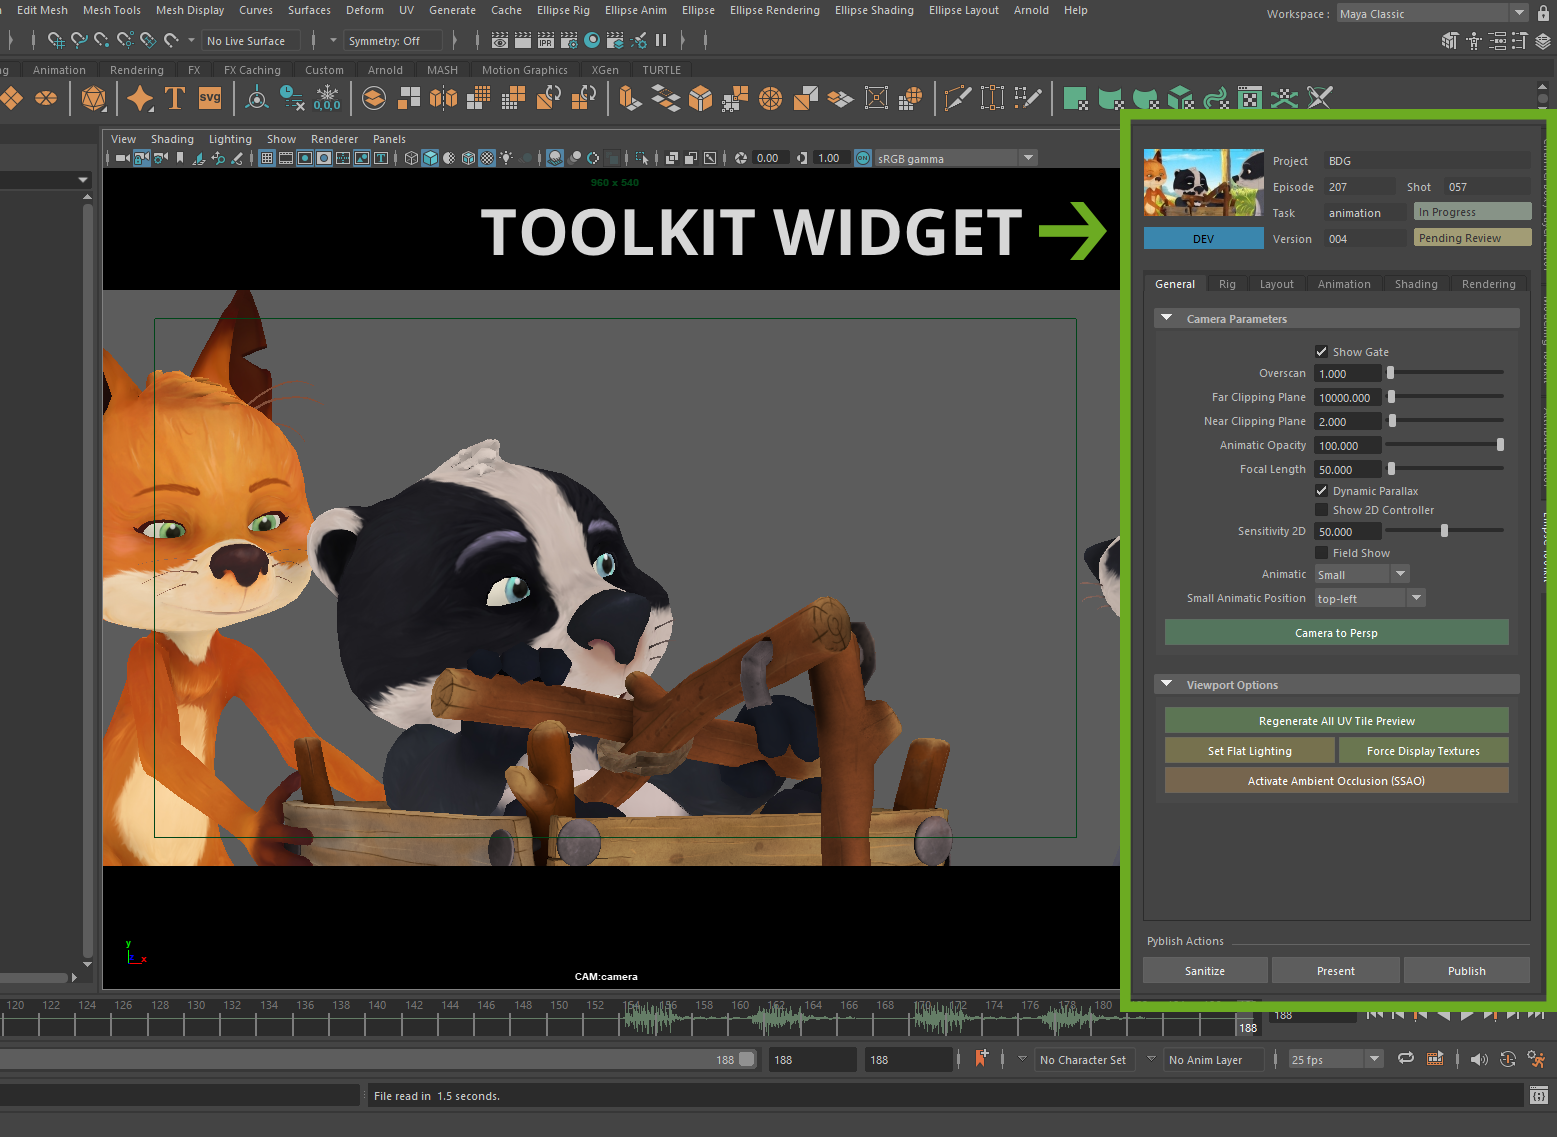 Edit Mesh Mesh Tools Mesh Display Curves Surfaces Deform UV Generate Cache Ellipse Rig Ellipse Anim Ellipse Ellipse Rendering Ellipse Shading Ellipse Layout Arnold Help
Workspace : Maya Classic
No Live Surface Symmetry: Off
IPR
ng Animation Rendering FX FX Caching Custom Arnold MASH Motion Graphics XGen TURTLE
T svg 0,0,0
View Shading Lighting Show Renderer Panels
0.00 1.00 ON sRGB gamma
960 x 540
TOOLKIT WIDGET
Project BDG
Episode 207 Shot 057
Task animation In Progress
DEV Version 004 Pending Review
General Rig Layout Animation Shading Rendering
Camera Parameters
Show Gate
Overscan 1.000
Far Clipping Plane 10000.000
Near Clipping Plane 2.000
Animatic Opacity 100.000
Focal Length 50.000
Dynamic Parallax
Show 2D Controller
Sensitivity 2D 50.000
Field Show
Animatic Small
Small Animatic Position top-left
Camera to Persp
Viewport Options
Regenerate All UV Tile Preview
Set Flat Lighting Force Display Textures
Activate Ambient Occlusion (SSAO)
Pyblish Actions
Sanitize Present Publish
y
x
CAM:camera
120 122 124 126 128 130 132 134 136 138 140 142 144 146 148 150 152 154 156 158 160 162 164 166 168 170 172 174 176 178 180
188 188
188 188 188 No Character Set No Anim Layer 25 fps
File read in 1.5 seconds.